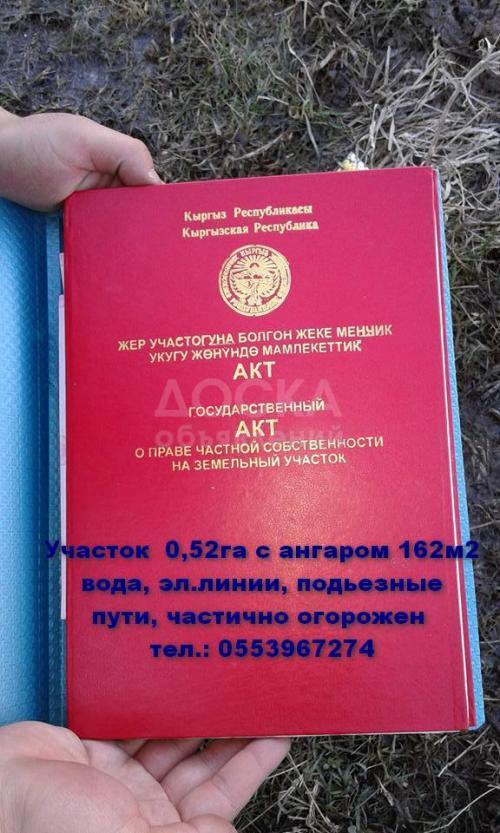 Кыргыз Республикасы
Кыргызская Республика
ЖЕР УЧАСТОГУНА БОЛГОН ЖЕКЕ МЕНЧИК
УКУГУ ЖӨНҮНДӨ МАМЛЕКЕТТИК
АКТ
ДОСКА
объявлений
ГОСУДАРСТВЕННЫЙ
АКТ
О ПРАВЕ ЧАСТНОЙ СОБСТВЕННОСТИ
НА ЗЕМЕЛЬНЫЙ УЧАСТОК
Участок 0,52га с ангаром 162м2
вода, эл.линии, подьезные
пути, частично огорожен
тел.: 0553967274